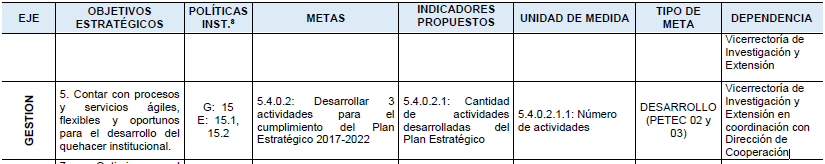 EJE
OBJETIVOS
ESTRATÉGICOS
POLÍTICAS
INST.⁸
METAS
INDICADORES
PROPUESTOS
UNIDAD DE MEDIDA
TIPO DE
META
DEPENDENCIA
Vicerrectoría de
Investigación y
Extensión
GESTION
5. Contar con procesos
y servicios ágiles,
flexibles y oportunos
para el desarrollo del
quehacer institucional.
G: 15
E: 15.1,
15.2
5.4.0.2: Desarrollar 3
actividades para el
cumplimiento del Plan
Estratégico 2017-2022
5.4.0.2.1: Cantidad
de actividades
desarrolladas del
Plan Estratégico
5.4.0.2.1.1: Número
de actividades
DESARROLLO
(PETEC 02 y
03)
Vicerrectoría de
Investigación y
Extensión en
coordinación con
Dirección de
Cooperación